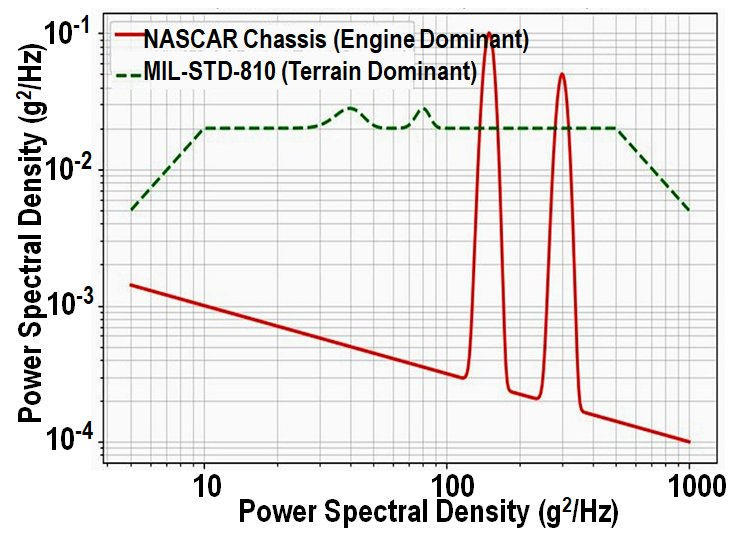 NASCAR Chassis (Engine Dominant)
MIL-STD-810 (Terrain Dominant)
Power Spectral Density (g²/Hz)
10⁻¹
10⁻²
10⁻³
10⁻⁴
10
100
1000
Power Spectral Density (g²/Hz)